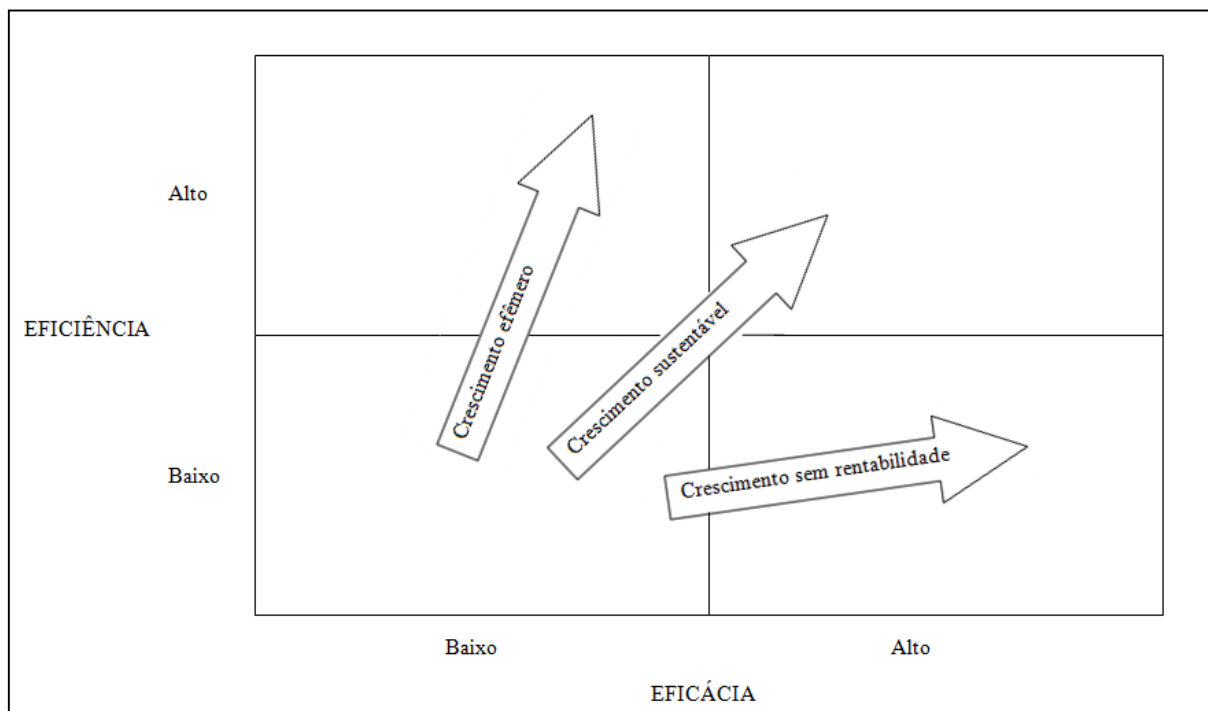 Alto
Crescimento efêmero
Crescimento sustentável
EFICIÊNCIA
Baixo
Crescimento sem rentabilidade
Baixo
Alto
EFICÁCIA